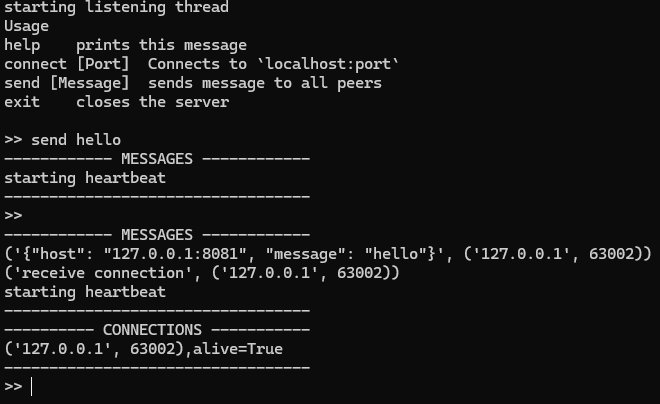 starting listening thread
Usage
help    prints this message
connect [Port]  Connects to `localhost:port`
send [Message]  sends message to all peers
exit    closes the server
>> send hello
------------ MESSAGES ------------
starting heartbeat
----------------------------------
>>
------------ MESSAGES ------------
('{"host": "127.0.0.1:8081", "message": "hello"}', ('127.0.0.1', 63002))
('receive connection', ('127.0.0.1', 63002))
starting heartbeat
----------------------------------
---------- CONNECTIONS -----------
('127.0.0.1', 63002),alive=True
----------------------------------
>>